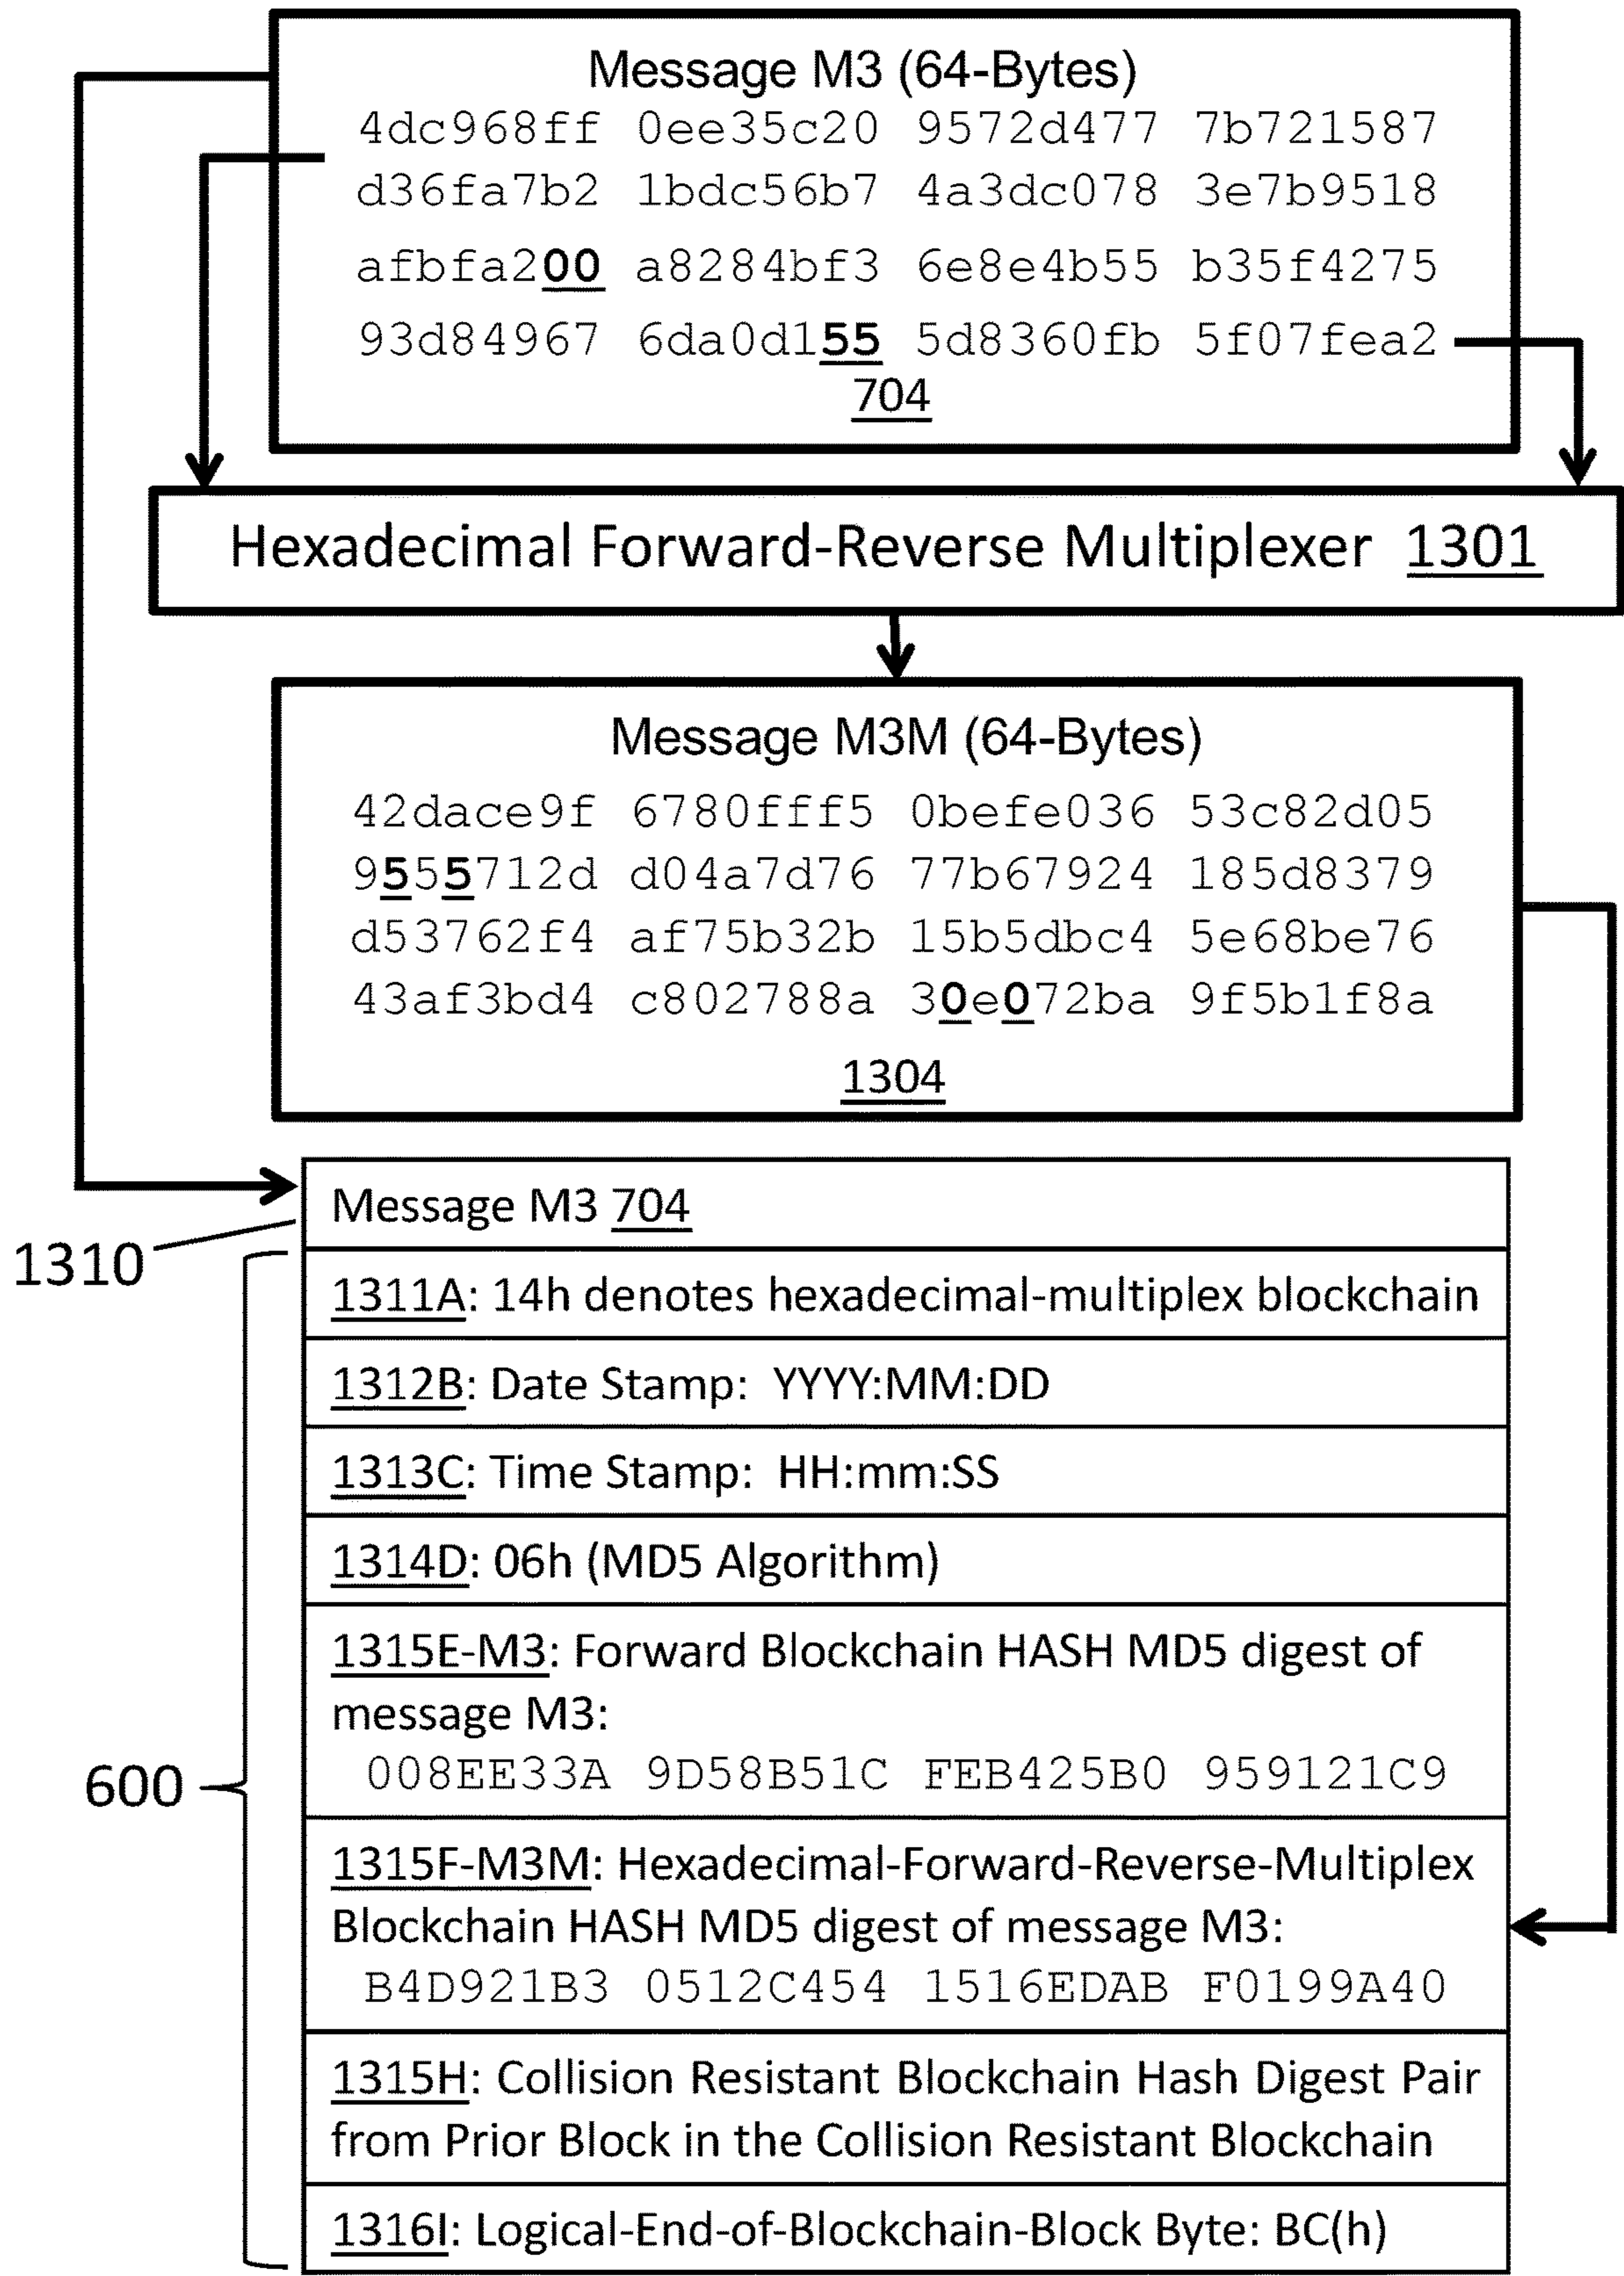 Message M3 (64-Bytes)
4dc968ff 0ee35c20 9572d477 7b721587
d36fa7b2 1bdc56b7 4a3dc078 3e7b9518
afbfa200 a8284bf3 6e8e4b55 b35f4275
93d84967 6da0d155 5d8360fb 5f07fea2
704
Hexadecimal Forward-Reverse Multiplexer 1301
Message M3M (64-Bytes)
42dace9f 6780fff5 0befe036 53c82d05
9555712d d04a7d76 77b67924 185d8379
d53762f4 af75b32b 15b5dbc4 5e68be76
43af3bd4 c802788a 30e072ba 9f5b1f8a
1304
Message M3 704
1310
1311A: 14h denotes hexadecimal-multiplex blockchain
1312B: Date Stamp: YYYY:MM:DD
1313C: Time Stamp: HH:mm:SS
1314D: 06h (MD5 Algorithm)
1315E-M3: Forward Blockchain HASH MD5 digest of
message M3:
008EE33A 9D58B51C FEB425B0 959121C9
600
1315F-M3M: Hexadecimal-Forward-Reverse-Multiplex
Blockchain HASH MD5 digest of message M3:
B4D921B3 0512C454 1516EDAB F0199A40
1315H: Collision Resistant Blockchain Hash Digest Pair
from Prior Block in the Collision Resistant Blockchain
1316I: Logical-End-of-Blockchain-Block Byte: BC(h)